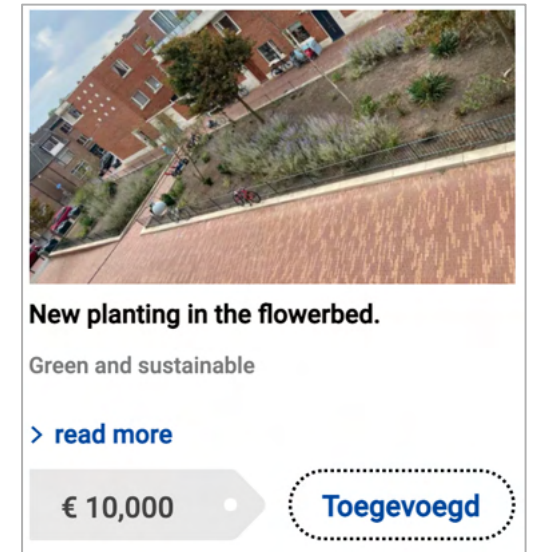 New planting in the flowerbed.
Green and sustainable
> read more
€ 10,000
Toegevoegd